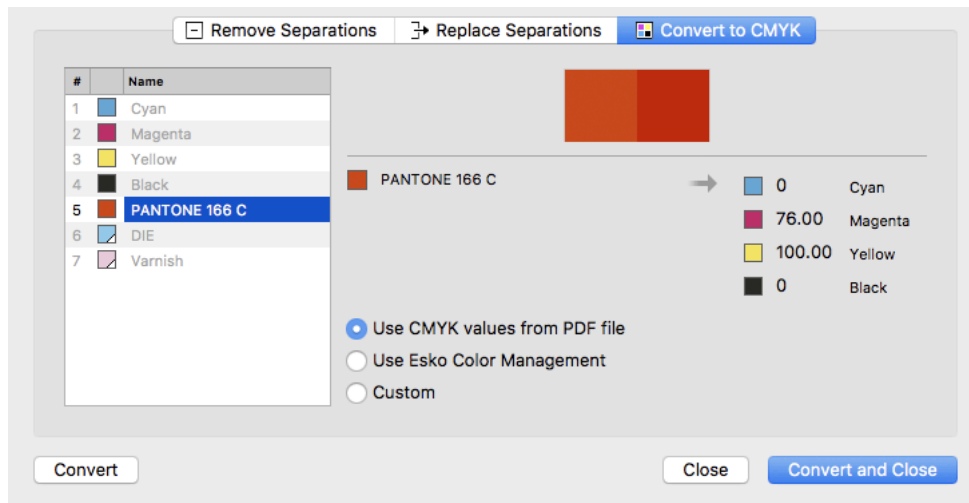 Remove Separations Replace Separations Convert to CMYK
# Name
1 Cyan
2 Magenta
3 Yellow
4 Black
5 PANTONE 166 C
6 DIE
7 Varnish
PANTONE 166 C
0 Cyan
76.00 Magenta
100.00 Yellow
0 Black
Use CMYK values from PDF file
Use Esko Color Management
Custom
Convert Close Convert and Close